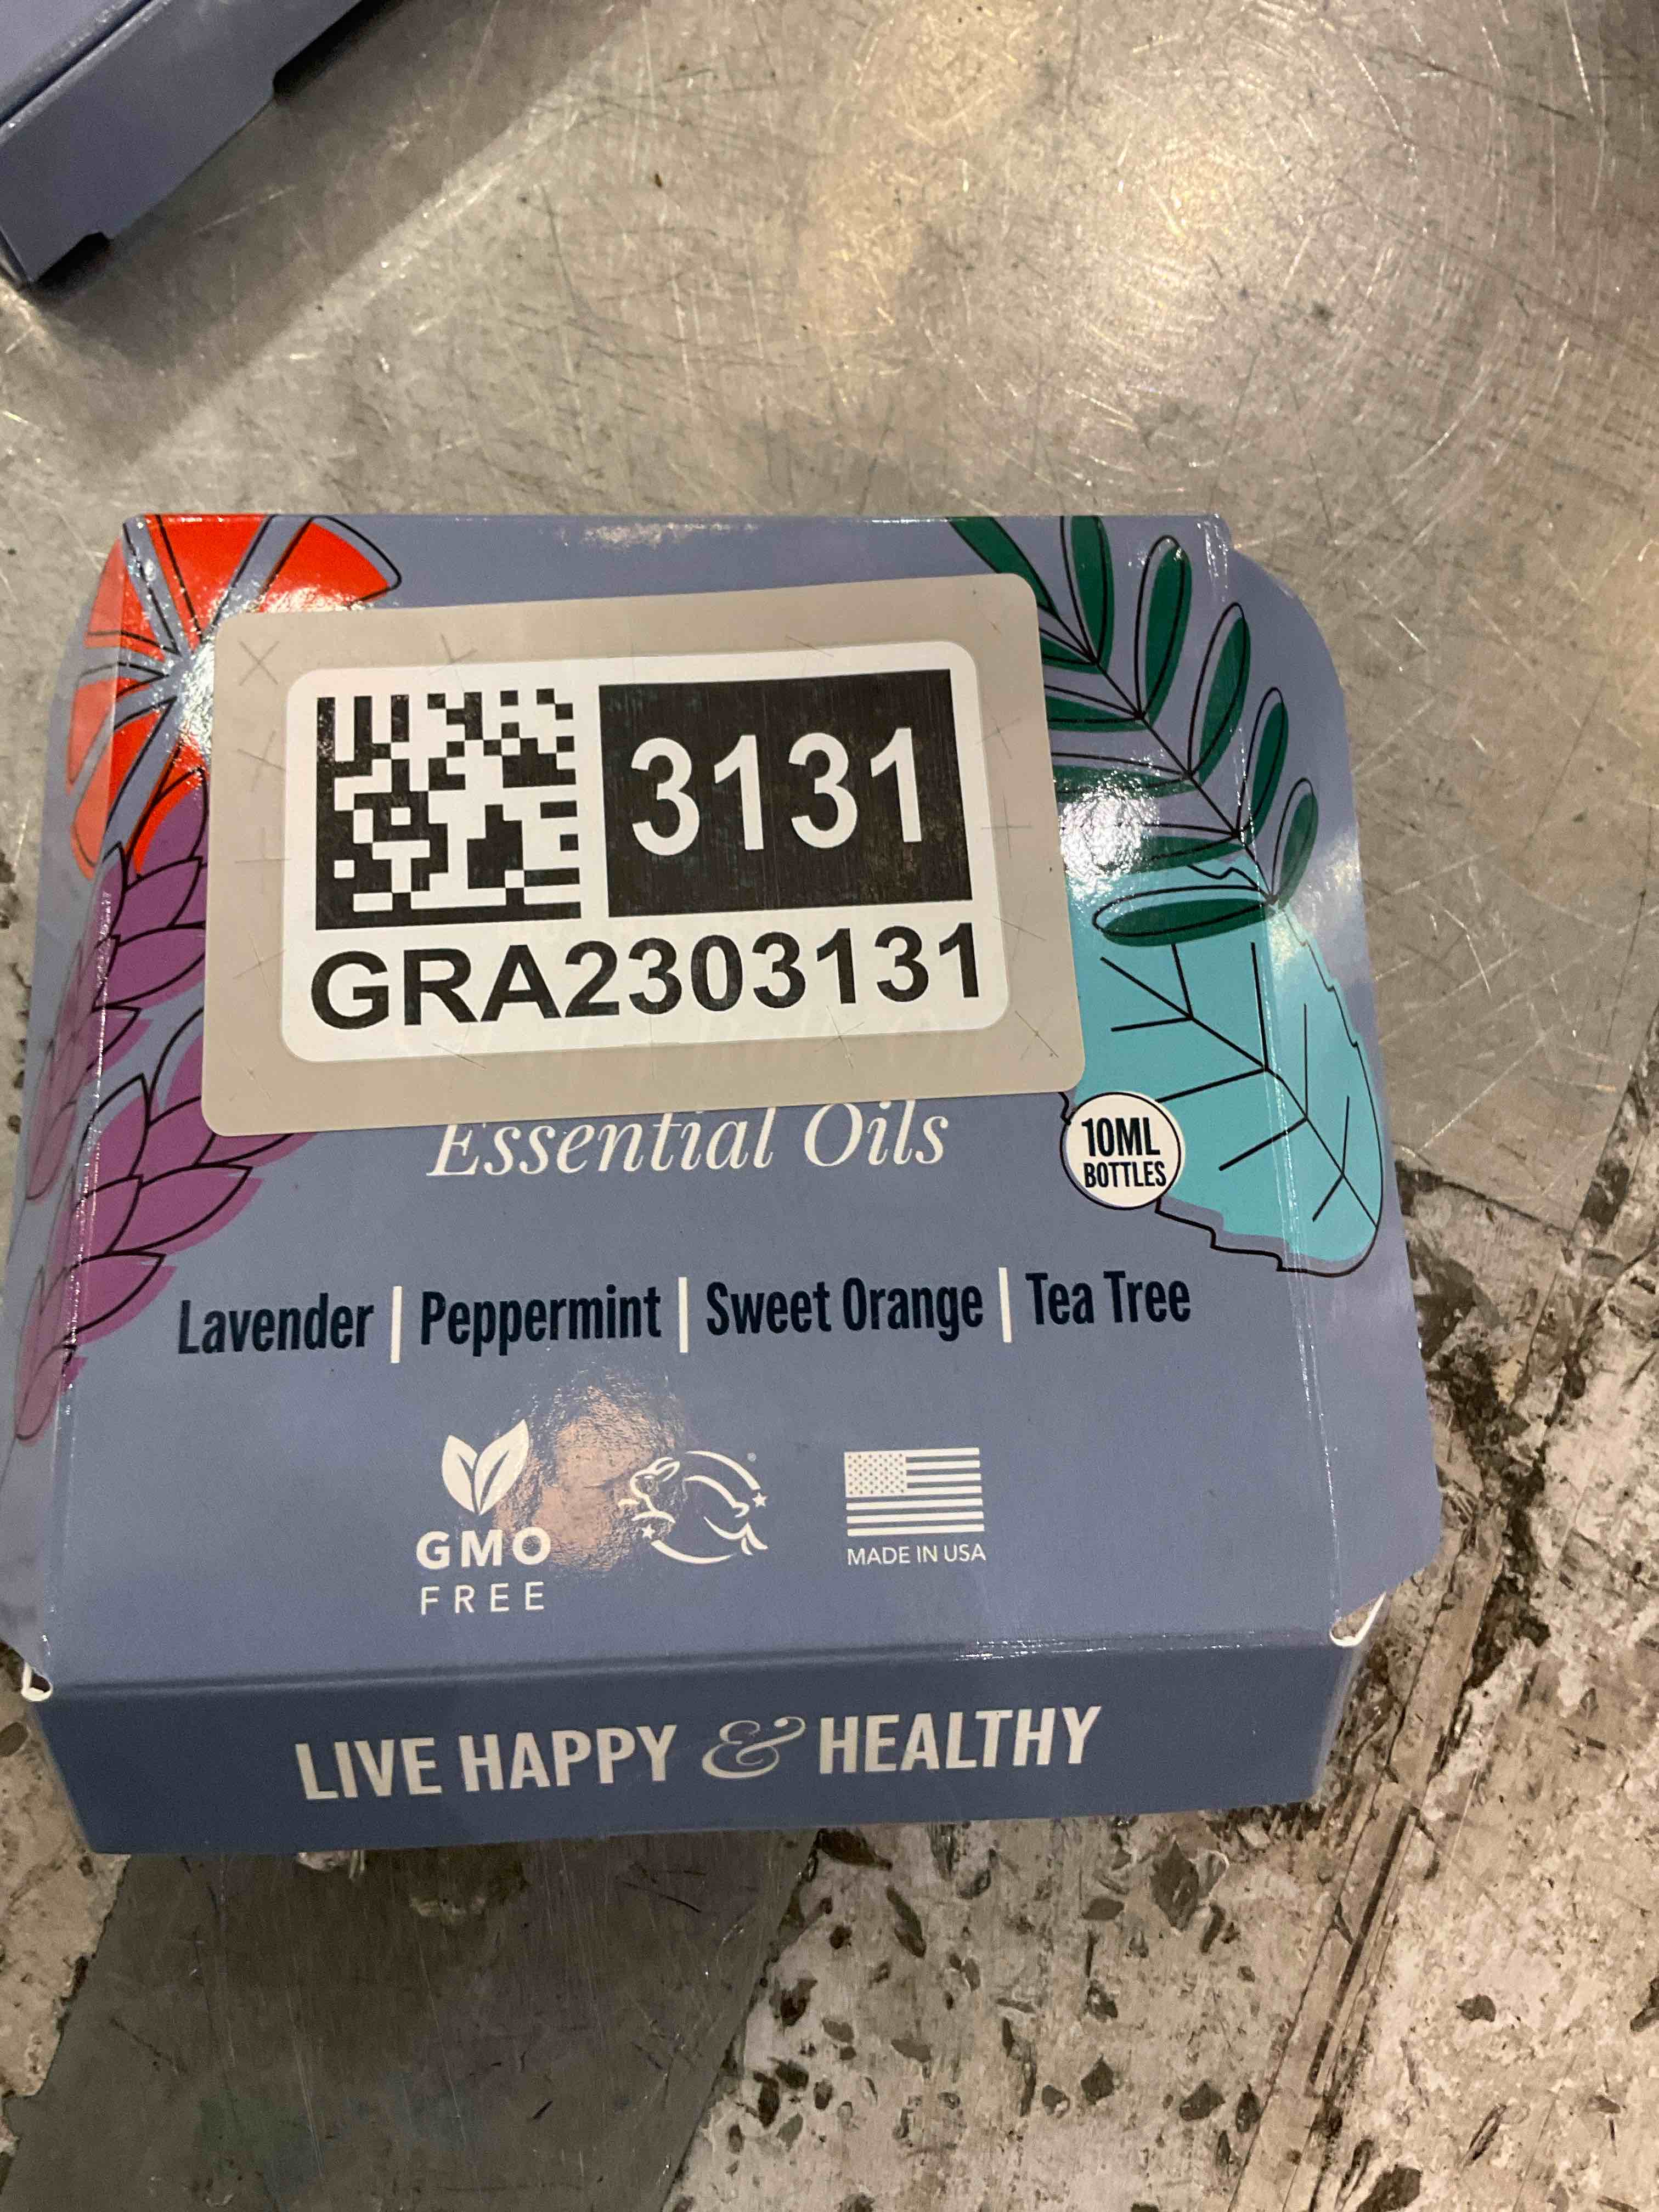 3131
GRA2303131
Essential Oils
10ML
BOTTLES
Lavender | Peppermint | Sweet Orange | Tea Tree
GMO
FREE
®
MADE IN USA
LIVE HAPPY & HEALTHY